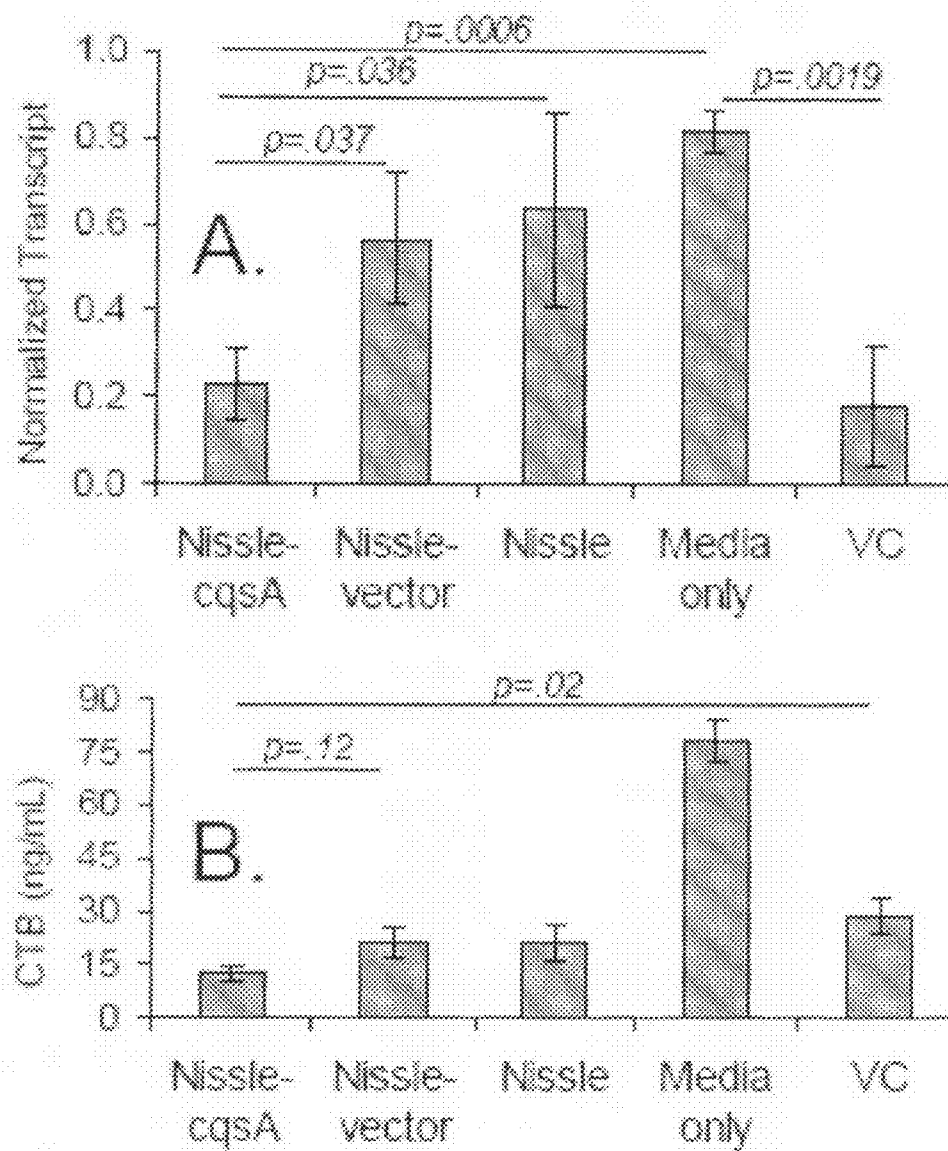 p=.0006
1.0
p=.036
p=.0019
p=.037
0.8
A.
0.6
Normalized Transcript
0.4
0.2
0.0
Nissle-
cqsA
Nissle-
vector
Nissle
Media
only
VC
p=.02
90
p=.12
75
60
CTB (ng/mL)
B.
45
30
15
0
Nissle-
cqsA
Nissle-
vector
Nissle
Media
only
VC